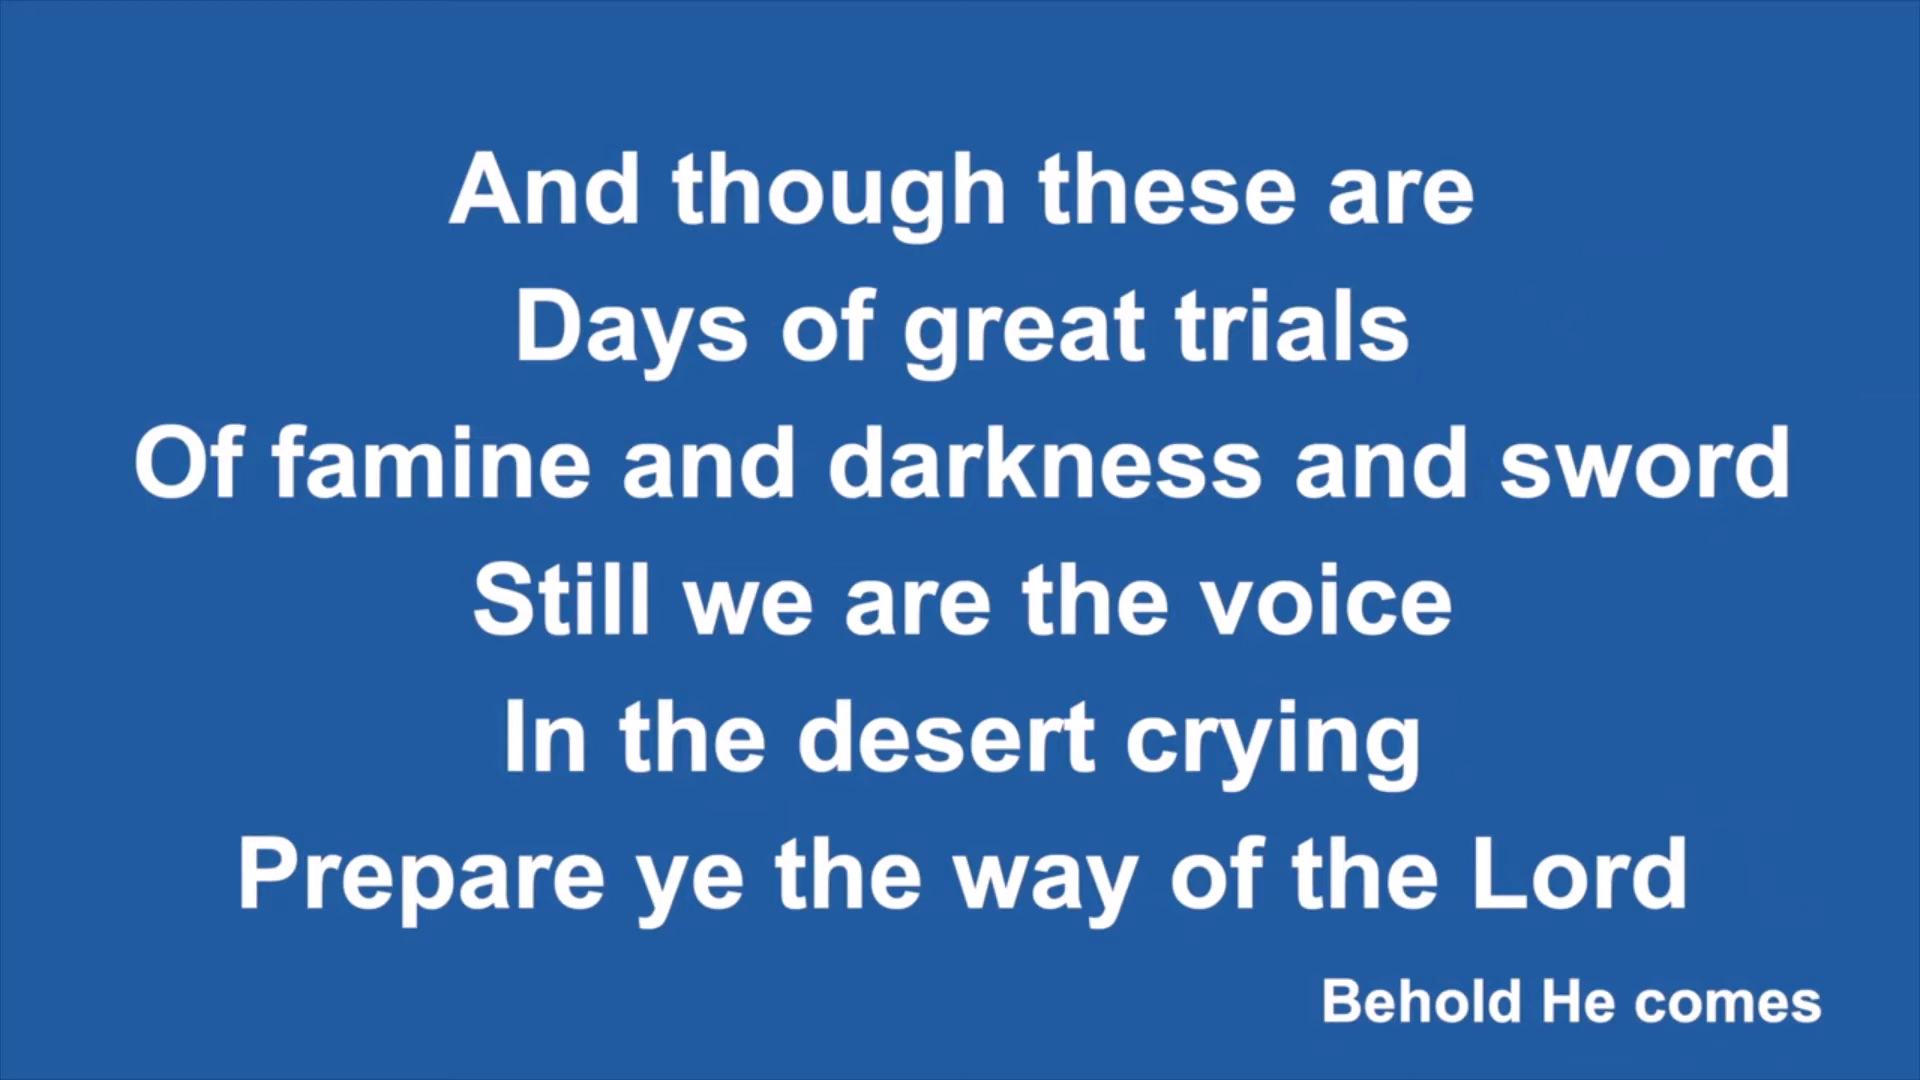 And though these are
Days of great trials
Of famine and darkness and sword
Still we are the voice
In the desert crying
Prepare ye the way of the Lord
Behold He comes